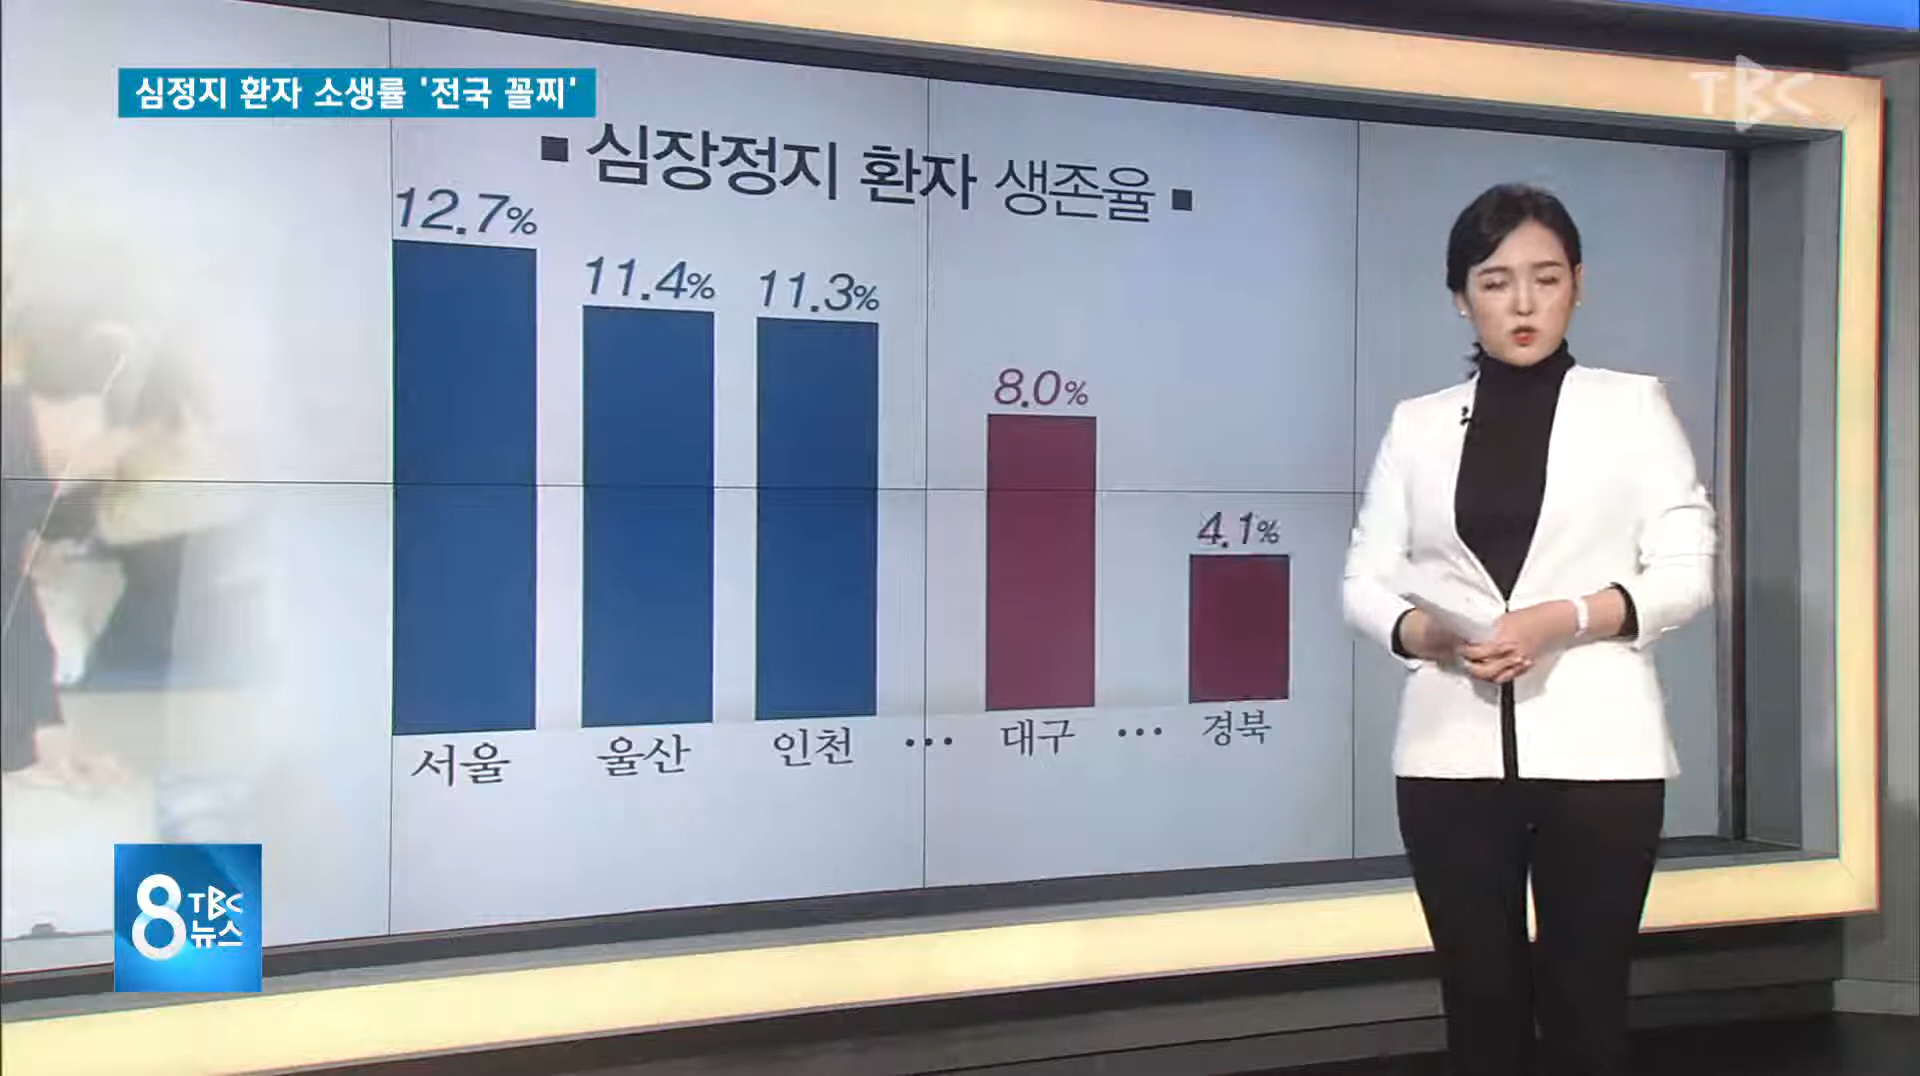 심정지 환자 소생률 '전국 꼴찌'
TBC
▪ 심장정지 환자 생존율 ▪
12.7%
11.4%
11.3%
8.0%
4.1%
서울 울산 인천 ··· 대구 ··· 경북
8 TBC
뉴스